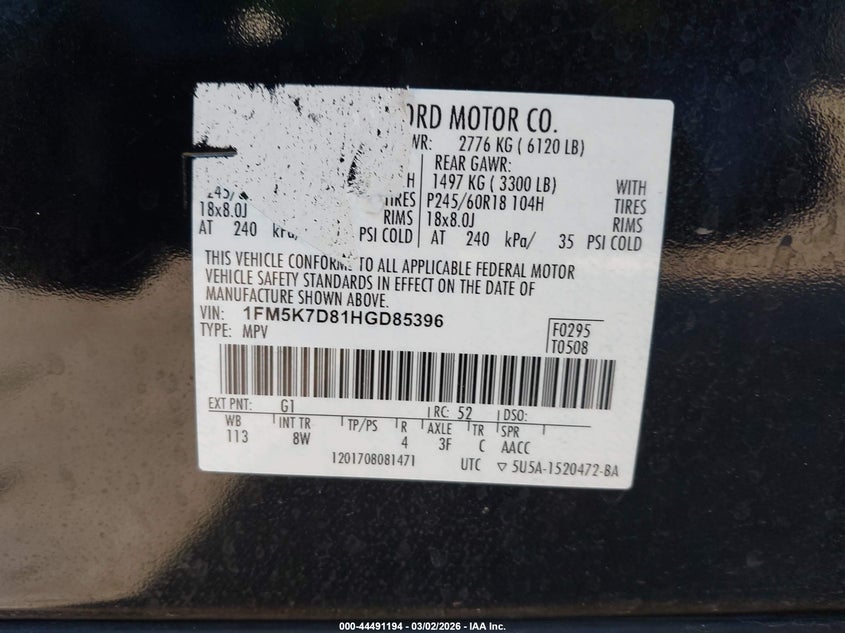 ORD MOTOR CO.
WR: 2776 KG ( 6120 LB)
REAR GAWR:
H 1497 KG ( 3300 LB) WITH
TIRES P245/60R18 104H TIRES
18x8.0J RIMS 18x8.0J RIMS
AT 240 kPa/ PSI COLD AT 240 kPa/ 35 PSI COLD
THIS VEHICLE CONFORMS TO ALL APPLICABLE FEDERAL MOTOR
VEHICLE SAFETY STANDARDS IN EFFECT ON THE DATE OF
MANUFACTURE SHOWN ABOVE.
VIN: 1FM5K7D81HGD85396
TYPE: MPV
F0295
T0508
EXT PNT: G1 RC: 52 DSO:
WB INT TR TP/PS R AXLE TR SPR
113 8W 4 3F C AACC
1201708081471 UTC ▽ 5U5A-1520472-BA
000-44491194 - 03/02/2026 - IAA Inc.